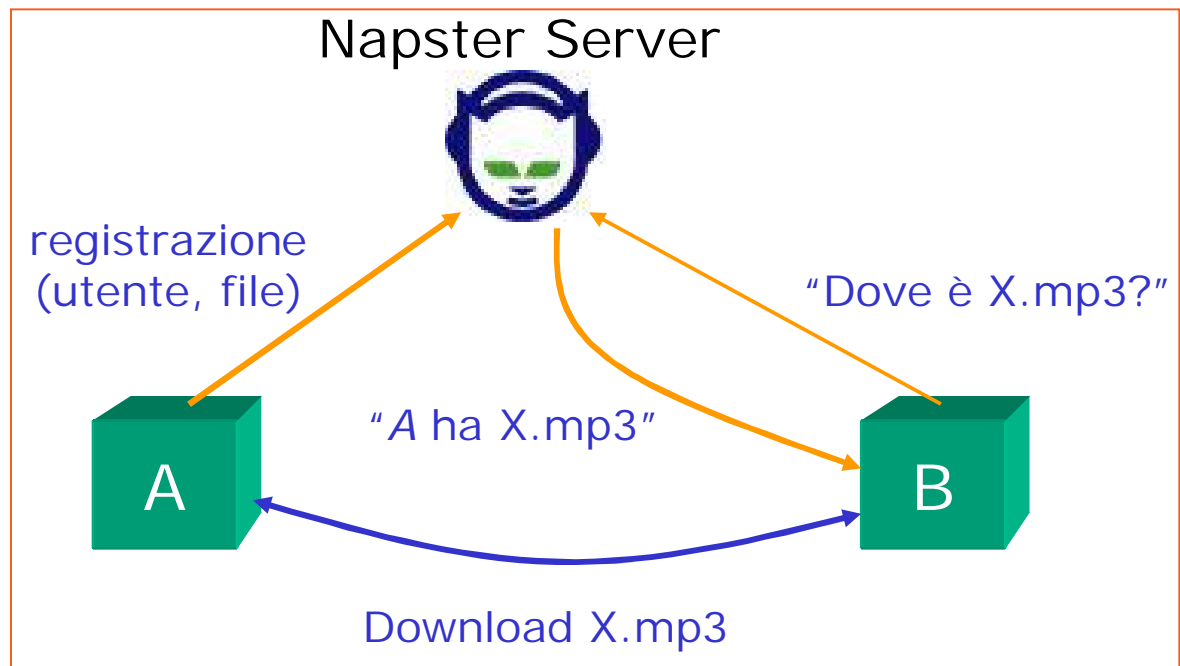 Napster Server
registrazione
(utente, file)
“Dove è X.mp3?”
“A ha X.mp3”
A
B
Download X.mp3